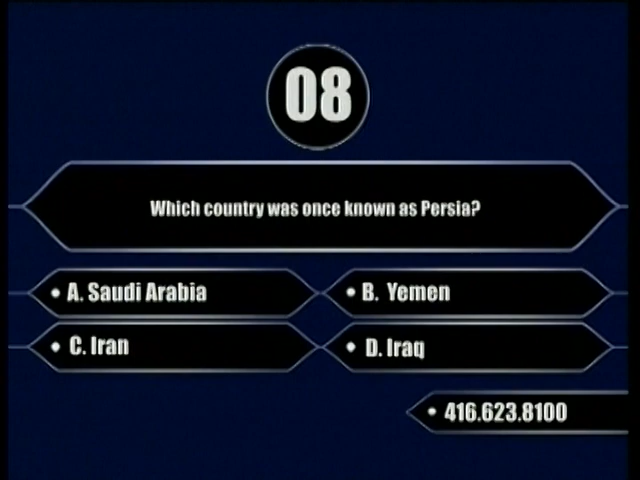 08
Which country was once known as Persia?
A. Saudi Arabia
B. Yemen
C. Iran
D. Iraq
416.623.8100